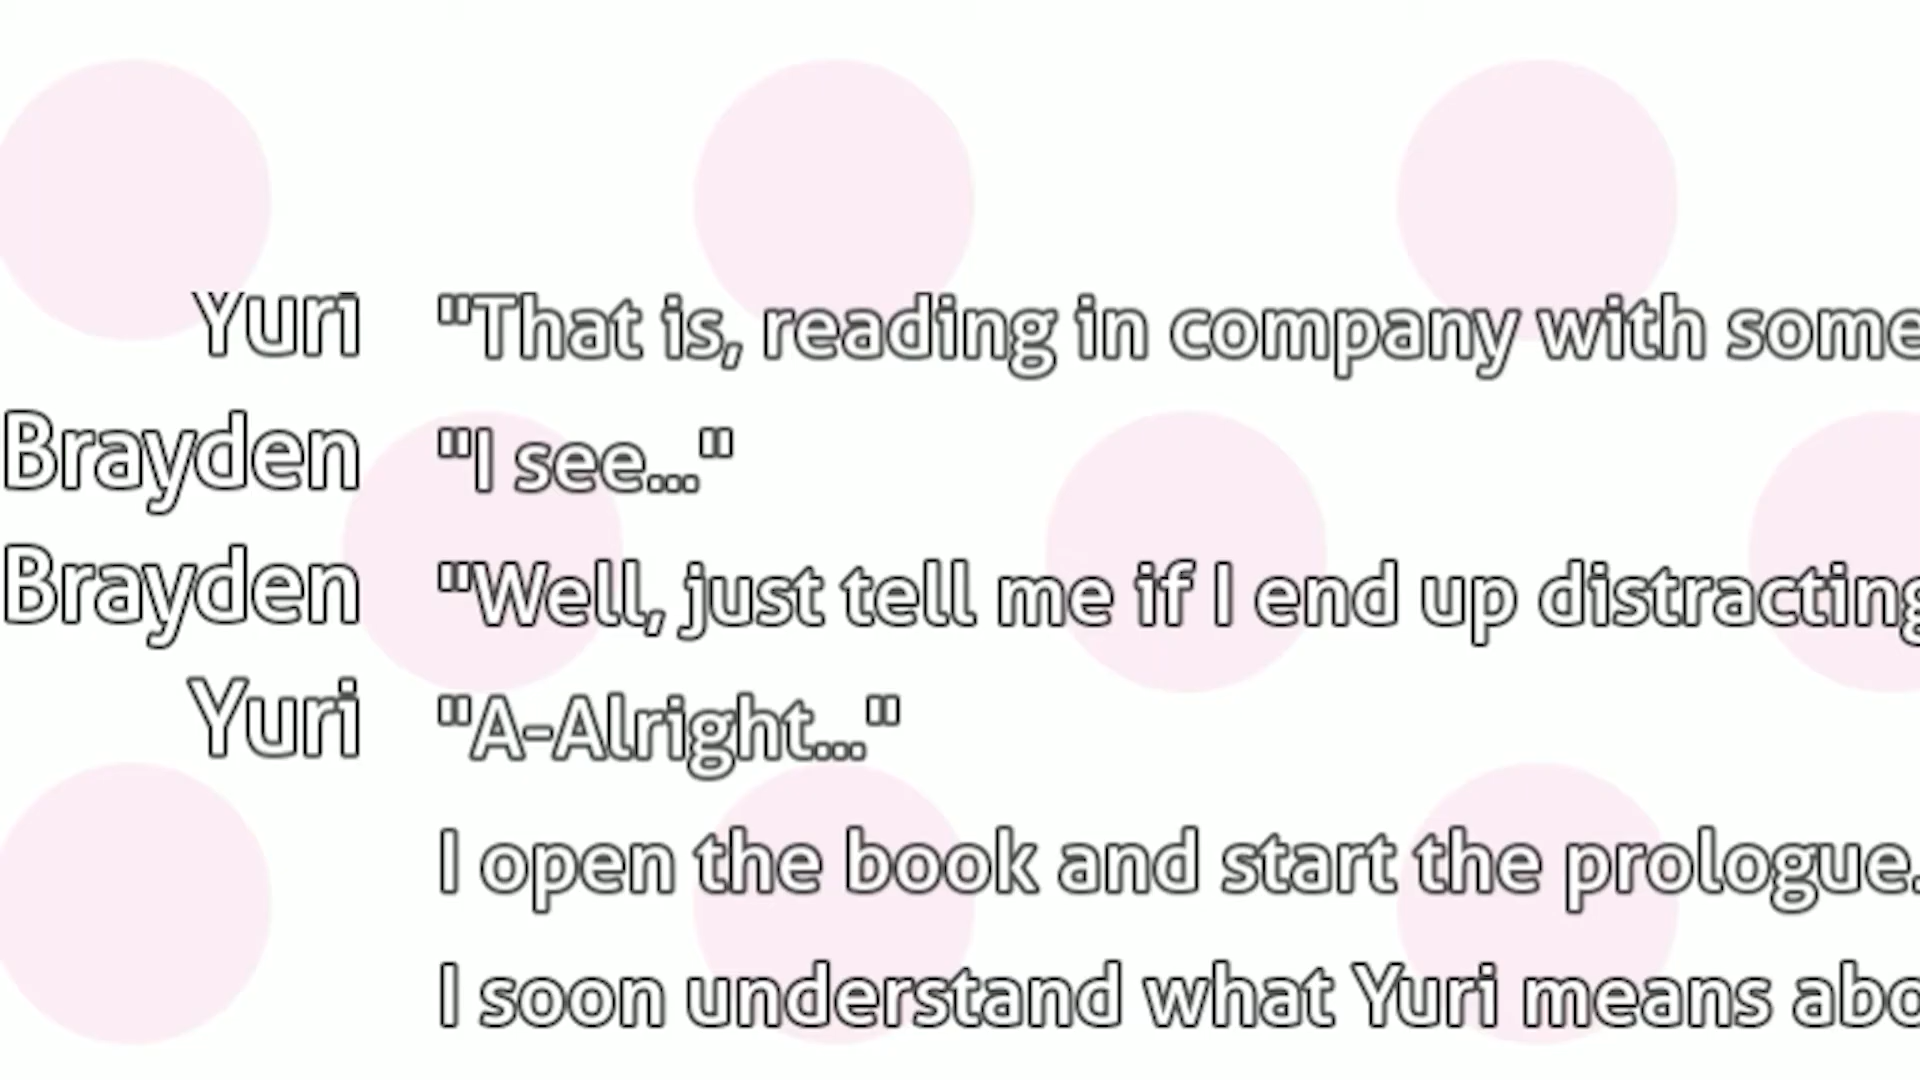 Yuri "That is, reading in company with some
Brayden "I see..."
Brayden "Well, just tell me if I end up distracting
Yuri "A-Alright..."
I open the book and start the prologue.
I soon understand what Yuri means abo